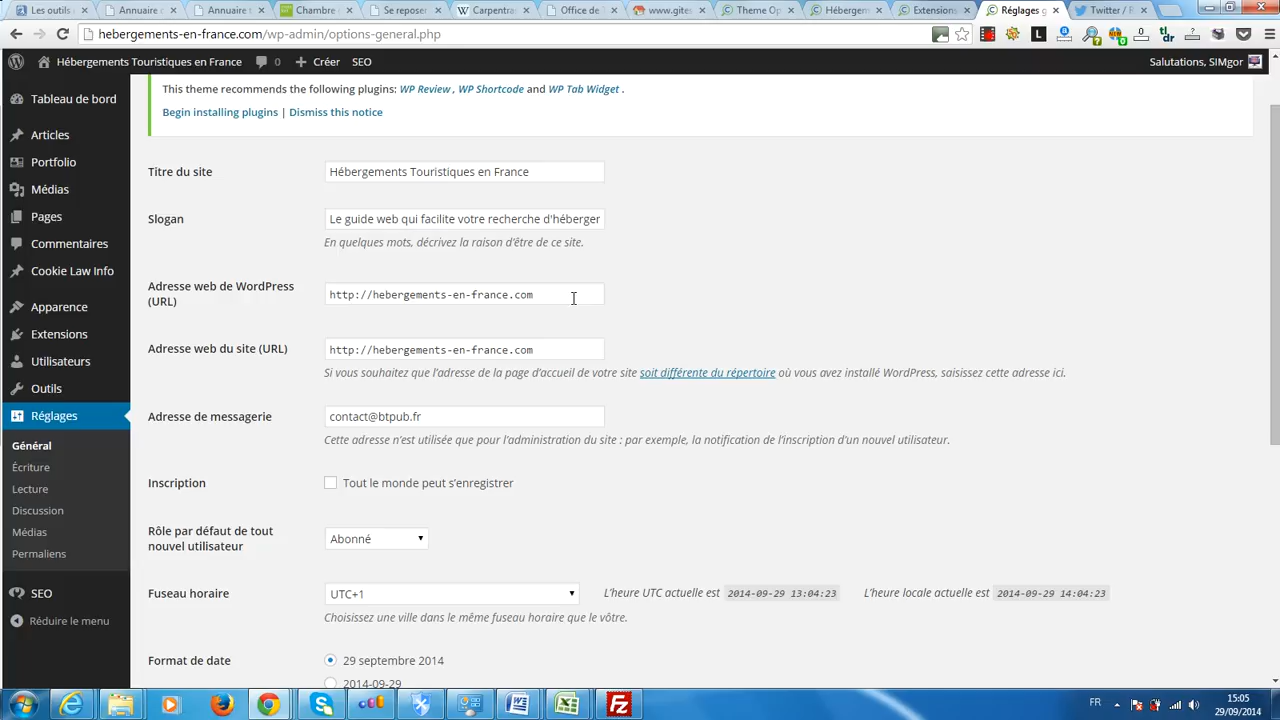 Les outils
Annuaire c
Annuaire t
Chambre
Se reposer
Carpentra
Office de
www.gites
Theme Op
Hébergem
Extensions
Réglages g
Twitter / R
hebergements-en-france.com/wp-admin/options-general.php
Hébergements Touristiques en France 0 Créer SEO Salutations, SIMgor
This theme recommends the following plugins: WP Review , WP Shortcode and WP Tab Widget .
Begin installing plugins | Dismiss this notice
Tableau de bord
Articles
Portfolio
Médias
Pages
Commentaires
Cookie Law Info
Apparence
Extensions
Utilisateurs
Outils
Réglages
Général
Écriture
Lecture
Discussion
Médias
Permaliens
SEO
Réduire le menu
Titre du site Hébergements Touristiques en France
Slogan Le guide web qui facilite votre recherche d'héberger
En quelques mots, décrivez la raison d'être de ce site.
Adresse web de WordPress
(URL)
http://hebergements-en-france.com
Adresse web du site (URL) http://hebergements-en-france.com
Si vous souhaitez que l'adresse de la page d'accueil de votre site soit différente du répertoire où vous avez installé WordPress, saisissez cette adresse ici.
Adresse de messagerie contact@btpub.fr
Cette adresse n'est utilisée que pour l'administration du site : par exemple, la notification de l'inscription d'un nouvel utilisateur.
Inscription Tout le monde peut s'enregistrer
Rôle par défaut de tout
nouvel utilisateur
Abonné
Fuseau horaire UTC+1 L'heure UTC actuelle est 2014-09-29 13:04:23 L'heure locale actuelle est 2014-09-29 14:04:23
Choisissez une ville dans le même fuseau horaire que le vôtre.
Format de date 29 septembre 2014
2014-09-29
FR 15:05
29/09/2014